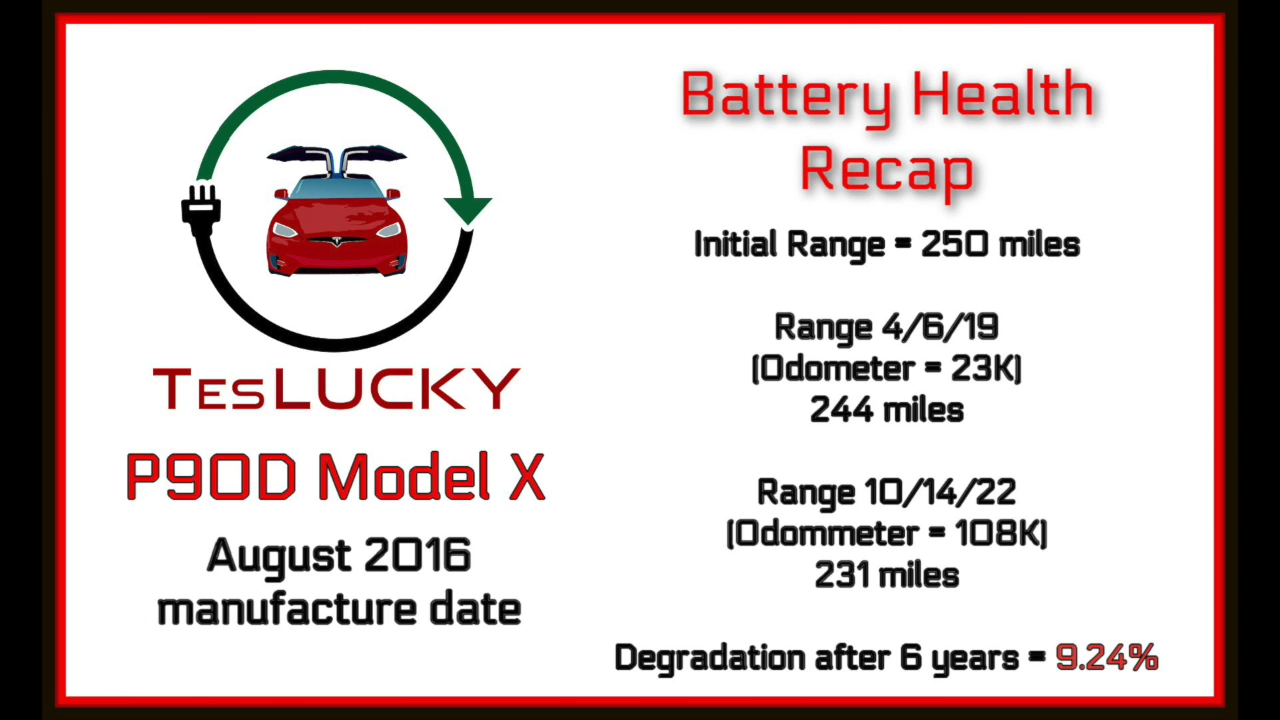 TESLUCKY
P90D Model X
August 2016
manufacture date
Battery Health
Recap
Initial Range = 250 miles
Range 4/6/19
(Odometer = 23K)
244 miles
Range 10/14/22
(Odommeter = 108K)
231 miles
Degradation after 6 years = 9.24%